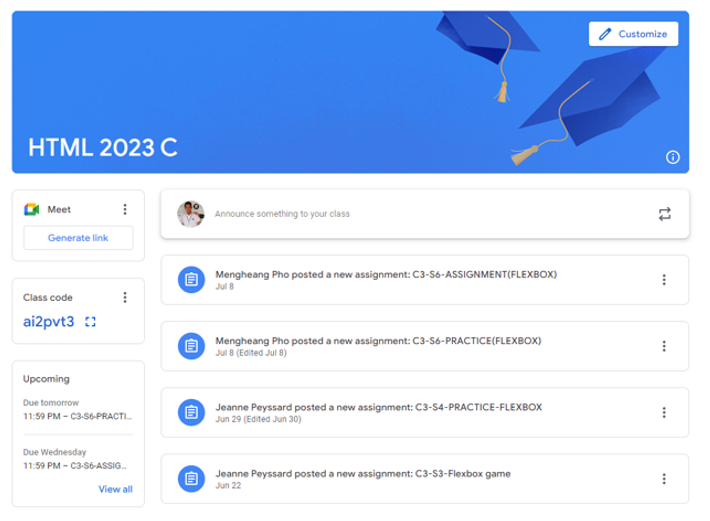 Customize
HTML 2023 C
Meet
Generate link
Class code
ai2pvt3
Upcoming
Due tomorrow
11:59 PM – C3-S6-PRACTI...
Due Wednesday
11:59 PM – C3-S6-ASSIG...
View all
Announce something to your class
Mengheang Pho posted a new assignment: C3-S6-ASSIGNMENT(FLEXBOX)
Jul 8
Mengheang Pho posted a new assignment: C3-S6-PRACTICE(FLEXBOX)
Jul 8 (Edited Jul 8)
Jeanne Peyssard posted a new assignment: C3-S4-PRACTICE-FLEXBOX
Jun 29 (Edited Jun 30)
Jeanne Peyssard posted a new assignment: C3-S3-Flexbox game
Jun 22